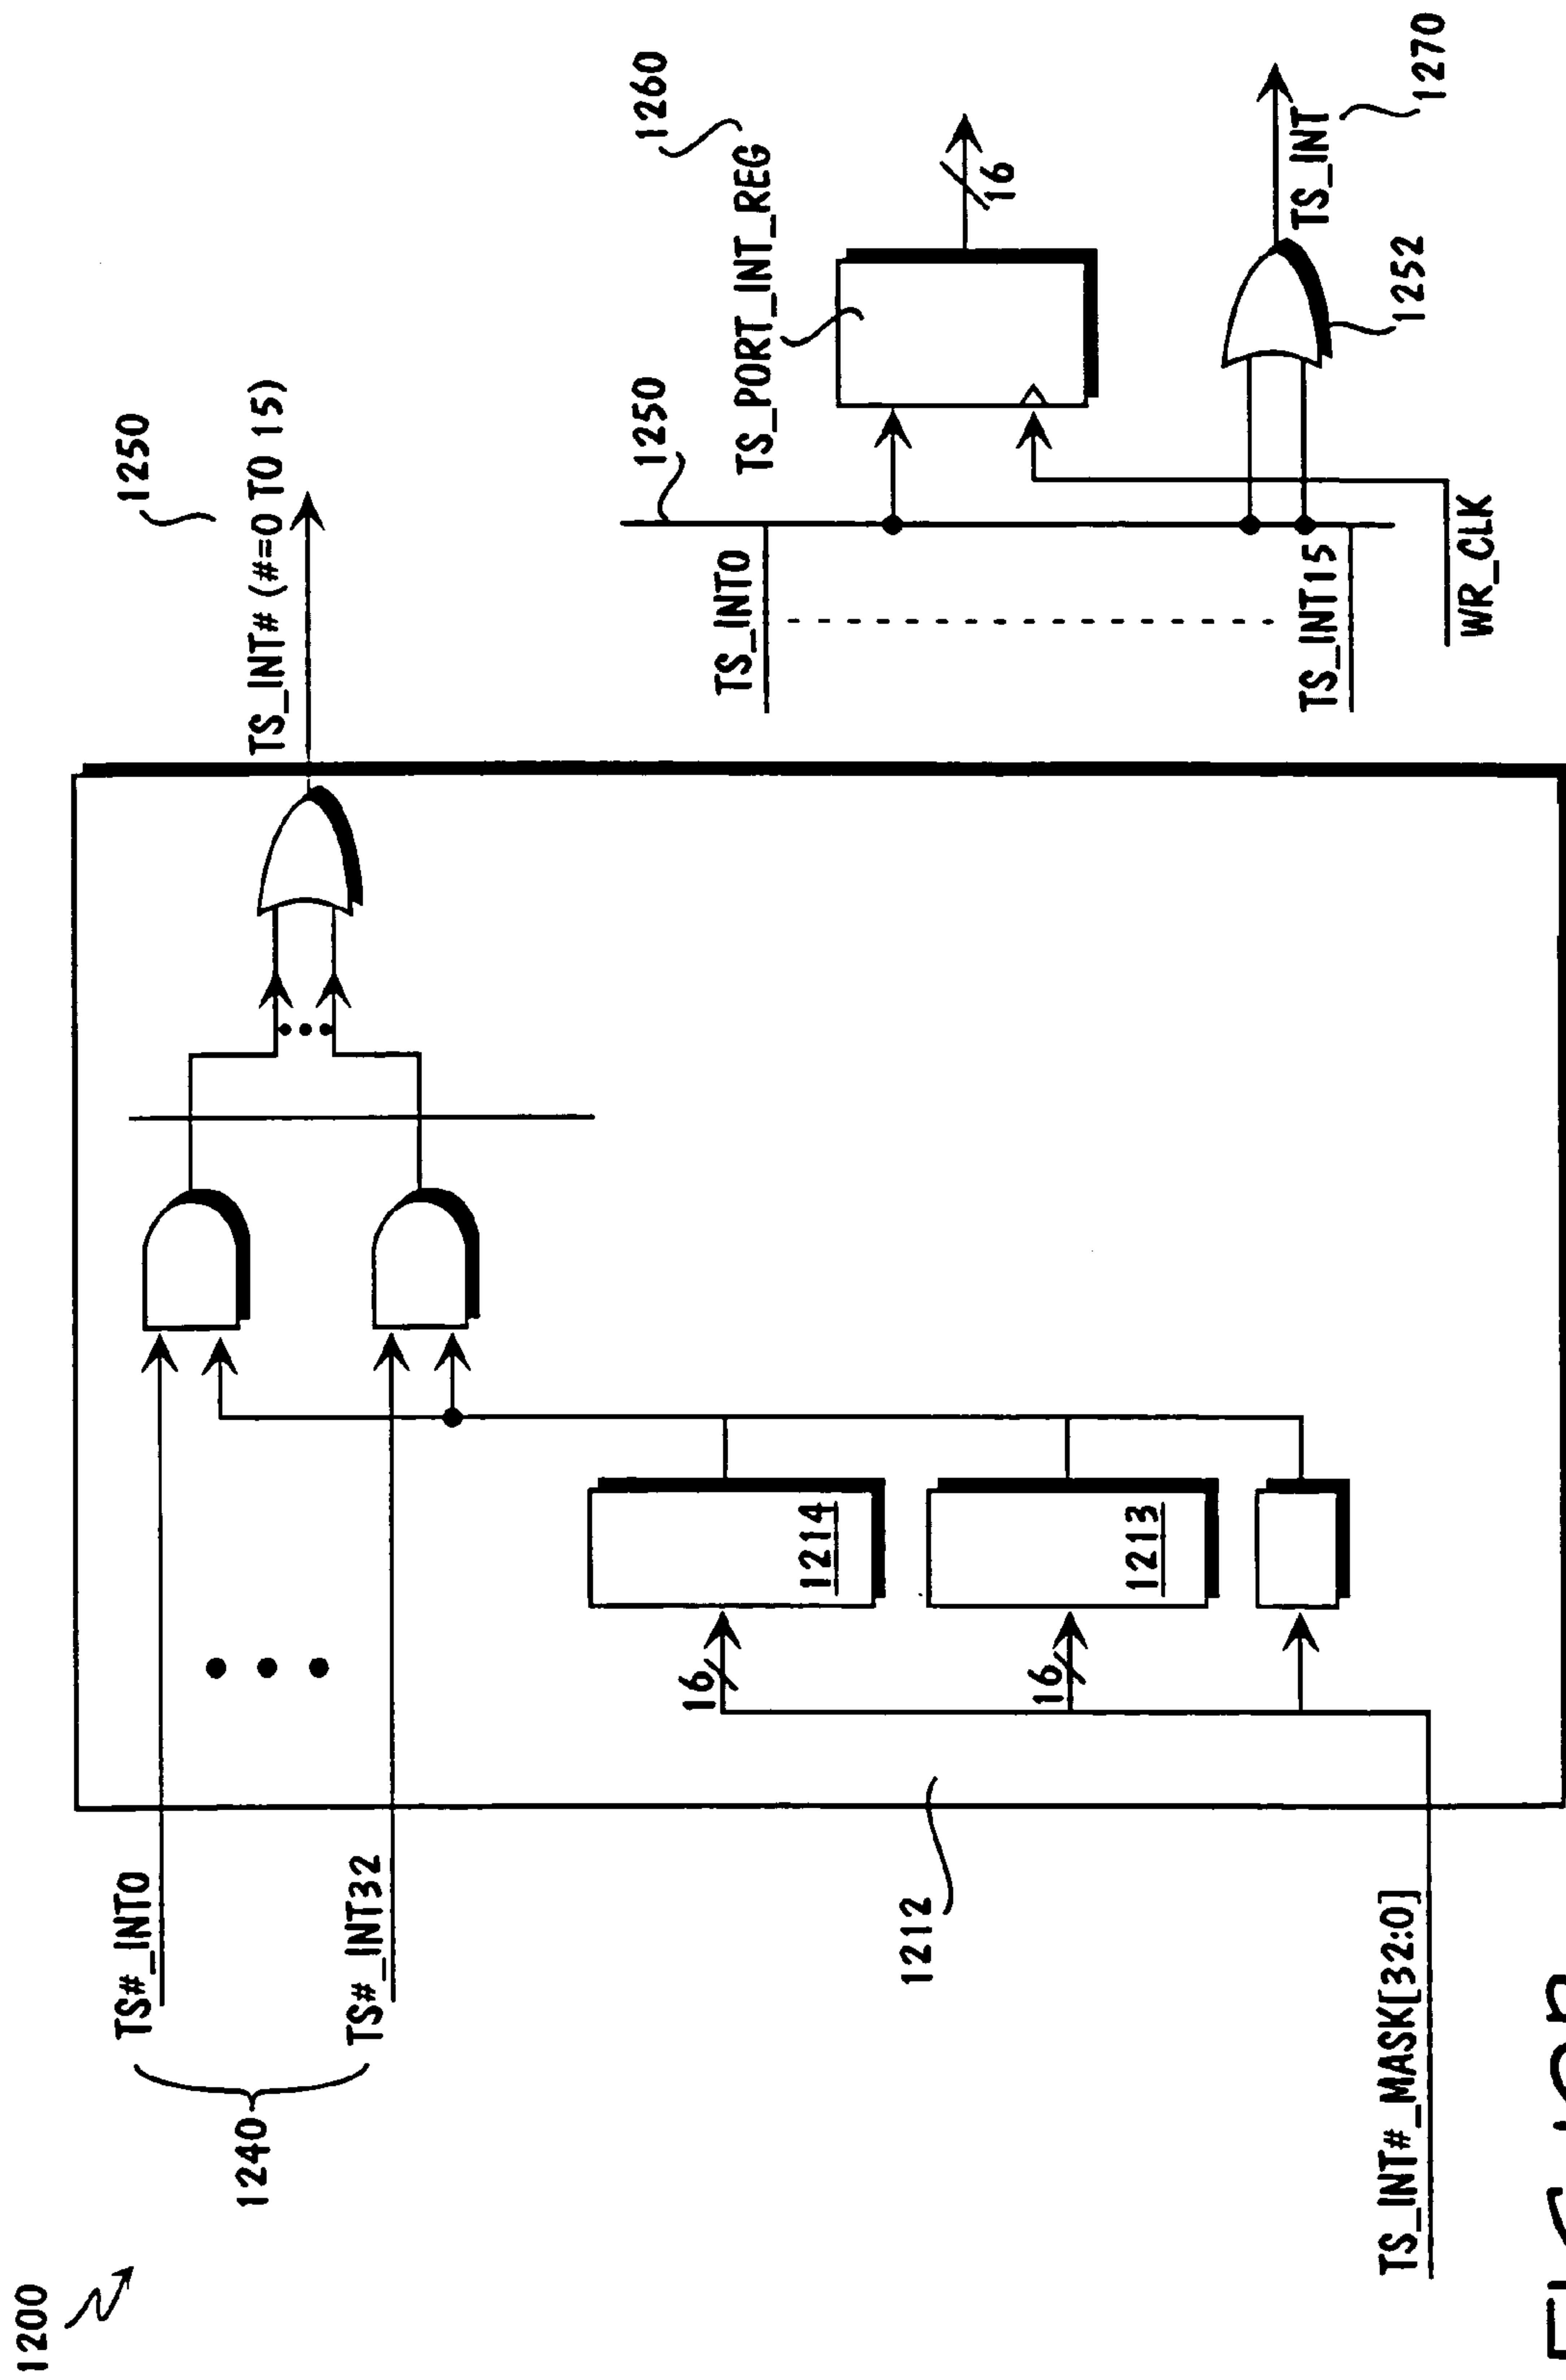 1200
1240
TS#_INT0
TS#_INT32
1212
TS_INT#_MASK[32:0]
16
1214
16
1213
TS_INT# (#=0 TO 15)
1250
TS_INT0
TS_INT15
WR_CLK
1250
TS_PORT_INT_REG
1260
16
TS_INT
1252
1270